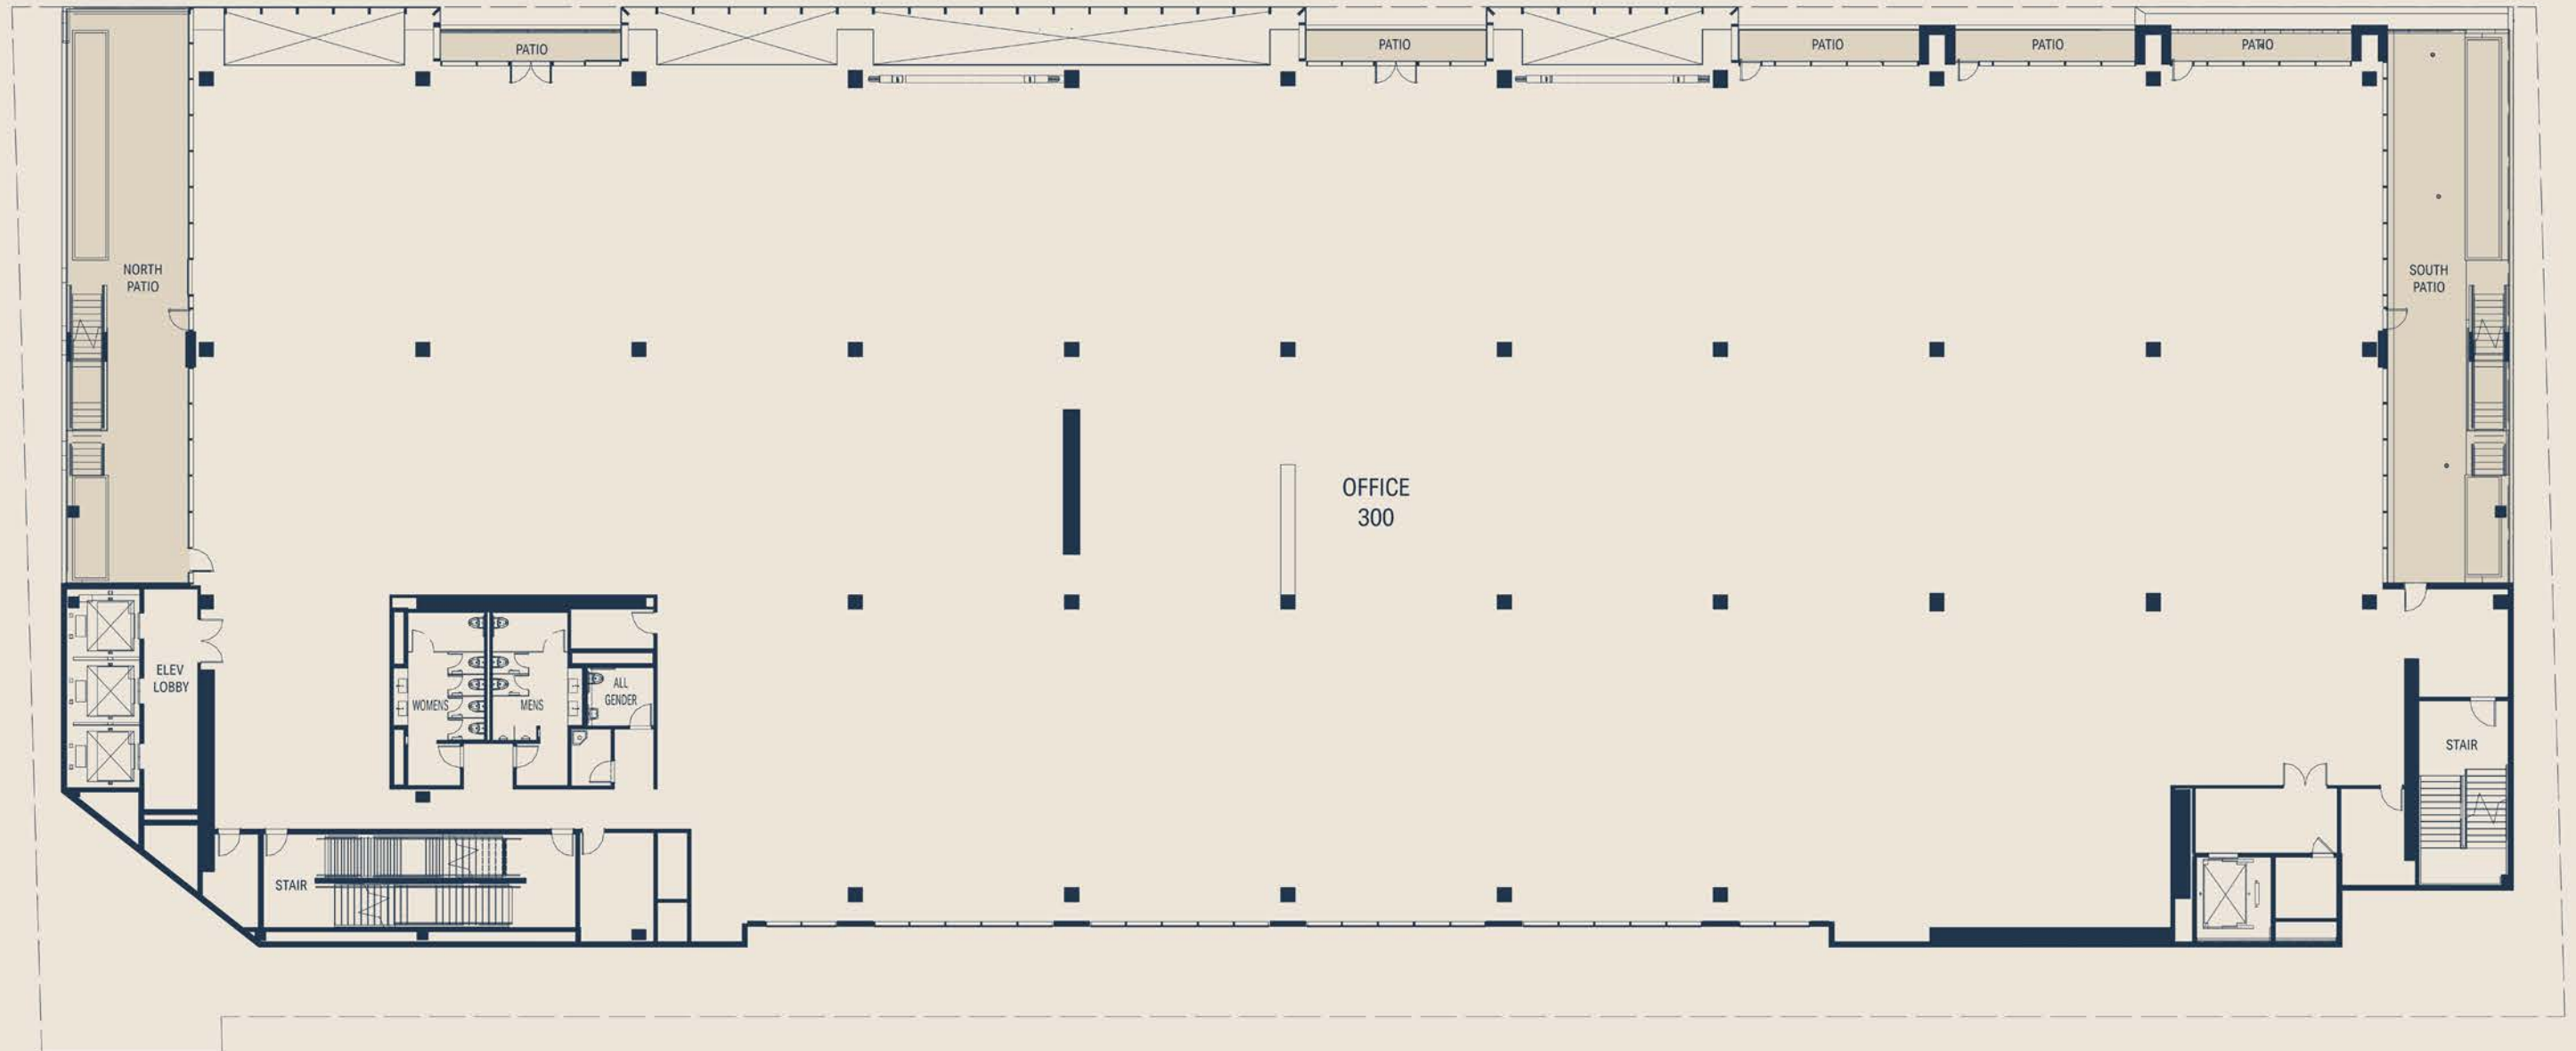 PATIO
PATIO
PATIO
PATIO
PATIO
NORTH
PATIO
SOUTH
PATIO
OFFICE
300
ELEV
LOBBY
WOMENS
MENS
ALL
GENDER
STAIR
STAIR